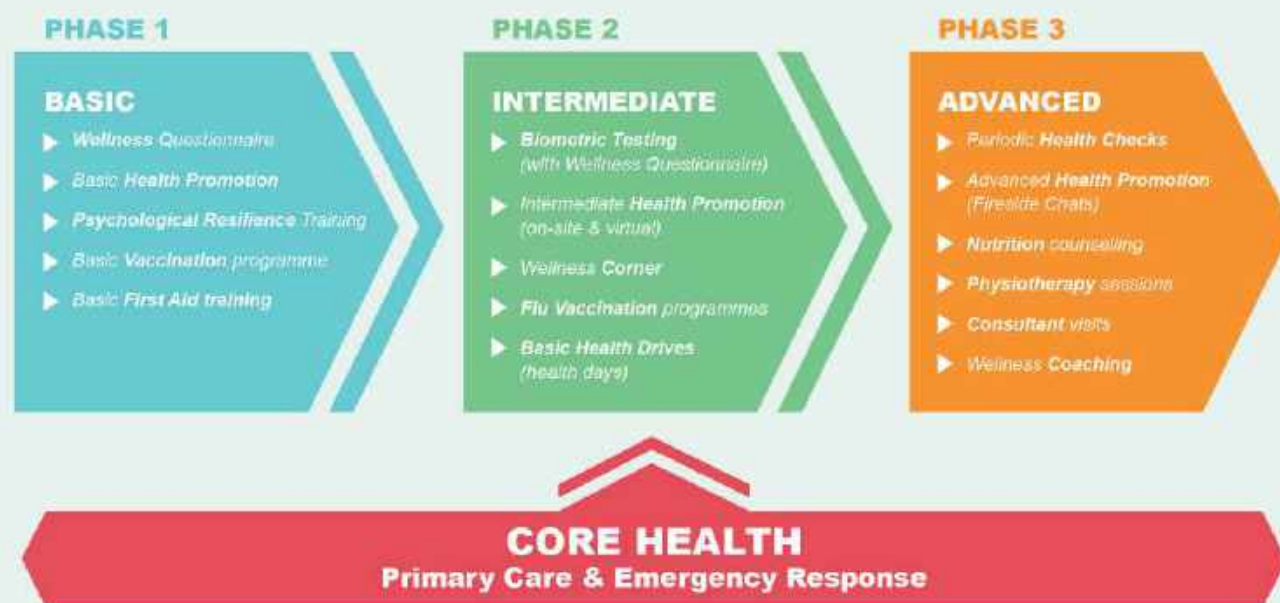 PHASE 1
BASIC
Wellness Questionnaire
Basic Health Promotion
Psychological Resilience Training
Basic Vaccination programme
Basic First Aid training
PHASE 2
INTERMEDIATE
Biometric Testing
(with Wellness Questionnaire)
Intermediate Health Promotion
(on-site & virtual)
Wellness Corner
Flu Vaccination programmes
Basic Health Drives
(health days)
PHASE 3
ADVANCED
Periodic Health Checks
Advanced Health Promotion
(Fireside Chats)
Nutrition counselling
Physiotherapy sessions
Consultant visits
Wellness Coaching
CORE HEALTH
Primary Care & Emergency Response